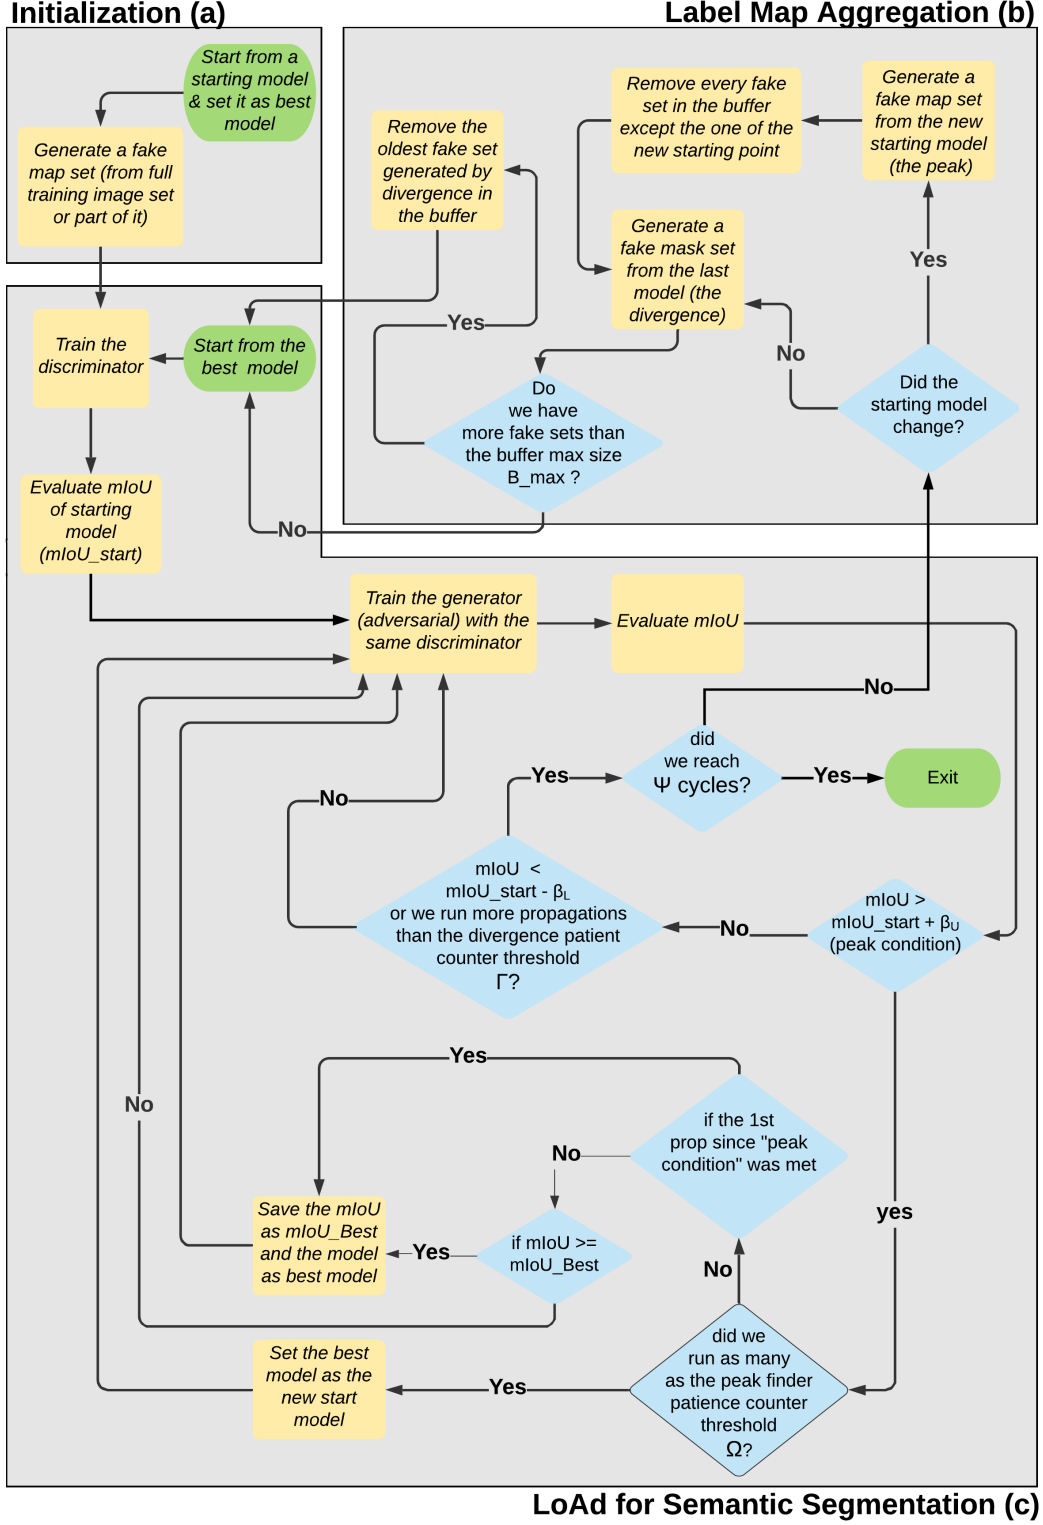 Initialization (a)
Label Map Aggregation (b)
Start from a
starting model
& set it as best
model
Generate a fake
map set (from full
training image set
or part of it)
Remove the
oldest fake set
generated by
divergence in
the buffer
Remove every fake
set in the buffer
except the one of the
new starting point
Generate a
fake map set
from the new
starting model
(the peak)
Generate a
fake mask set
from the last
model (the
divergence)
Yes
Yes
No
Did the
starting model
change?
Do
we have
more fake sets than
the buffer max size
B_max ?
No
Train the
discriminator
Start from the
best model
Evaluate mIoU
of starting
model
(mIoU_start)
Train the generator
(adversarial) with the
same discriminator
Evaluate mIoU
No
did
we reach
Ψ cycles?
Yes
Yes
Exit
No
mIoU <
mIoU_start - βL
or we run more propagations
than the divergence patient
counter threshold
Γ?
No
mIoU >
mIoU_start + βU
(peak condition)
Yes
No
if the 1st
prop since "peak
condition" was met
No
yes
Save the mIoU
as mIoU_Best
and the model
as best model
Yes
if mIoU >=
mIoU_Best
No
Set the best
model as the
new start
model
Yes
did we
run as many
as the peak finder
patience counter
threshold
Ω?
LoAd for Semantic Segmentation (c)